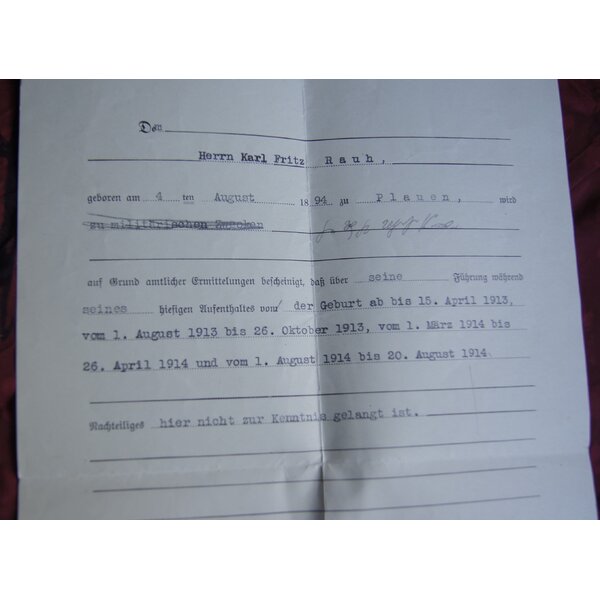 Dem
Herrn Karl Fritz Rauh,
geboren am 4 ten August 1894 zu Plauen, wird
zu militärischen Zwecken
auf Grund amtlicher Ermittelungen bescheinigt, daß über seine Führung während
seines hiesigen Aufenthaltes vom der Geburt ab bis 15. April 1913,
vom 1. August 1913 bis 26. Oktober 1913, vom 1. März 1914 bis
26. April 1914 und vom 1. August 1914 bis 20. August 1914
Nachteiliges hier nicht zur Kenntnis gelangt ist.